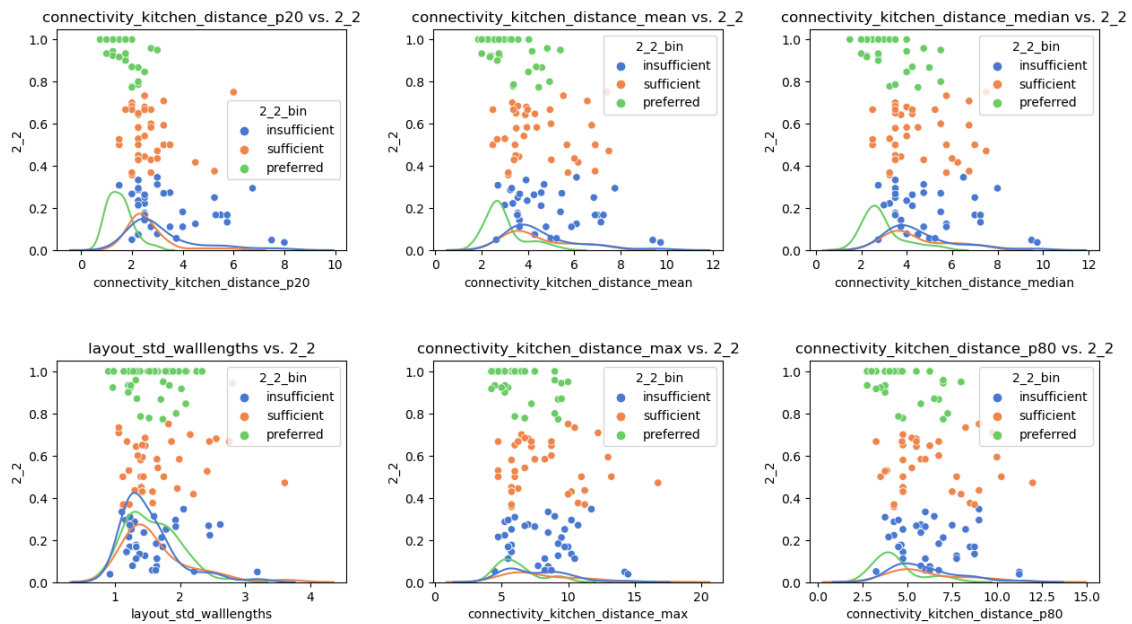 connectivity_kitchen_distance_p20 vs. 2_2
1.0
0.8
0.6
0.4
0.2
0.0
2_2
2_2_bin
insufficient
sufficient
preferred
0 2 4 6 8 10
connectivity_kitchen_distance_p20
connectivity_kitchen_distance_mean vs. 2_2
1.0
0.8
0.6
0.4
0.2
0.0
2_2
2_2_bin
insufficient
sufficient
preferred
2 4 6 8 10 12
connectivity_kitchen_distance_mean
connectivity_kitchen_distance_median vs. 2_2
1.0
0.8
0.6
0.4
0.2
0.0
2_2
2_2_bin
insufficient
sufficient
preferred
0 2 4 6 8 10 12
connectivity_kitchen_distance_median
layout_std_walllengths vs. 2_2
1.0
0.8
0.6
0.4
0.2
0.0
2_2
2_2_bin
insufficient
sufficient
preferred
1 2 3 4
layout_std_walllengths
connectivity_kitchen_distance_max vs. 2_2
1.0
0.8
0.6
0.4
0.2
0.0
2_2
2_2_bin
insufficient
sufficient
preferred
5 10 15 20
connectivity_kitchen_distance_max
connectivity_kitchen_distance_p80 vs. 2_2
1.0
0.8
0.6
0.4
0.2
0.0
2_2
2_2_bin
insufficient
sufficient
preferred
0.0 2.5 5.0 7.5 10.0 12.5 15.0
connectivity_kitchen_distance_p80